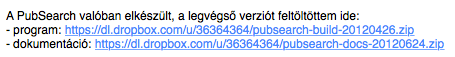 A PubSearch valóban elkészült, a legvégső verziót feltöltöttem ide:
- program: https://dl.dropbox.com/u/36364364/pubsearch-build-20120426.zip
- dokumentáció: https://dl.dropbox.com/u/36364364/pubsearch-docs-20120624.zip